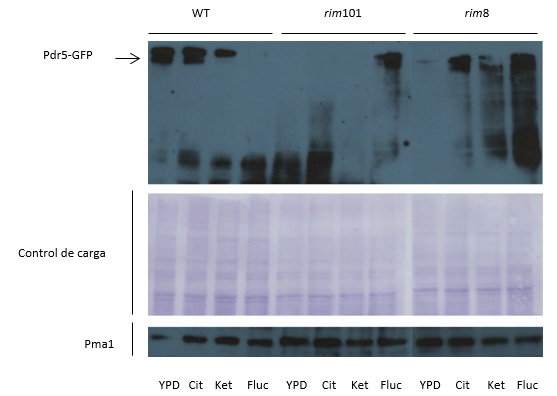 WT rim101 rim8
Pdr5-GFP
Control de carga
Pma1
YPD Cit Ket Fluc YPD Cit Ket Fluc YPD Cit Ket Fluc